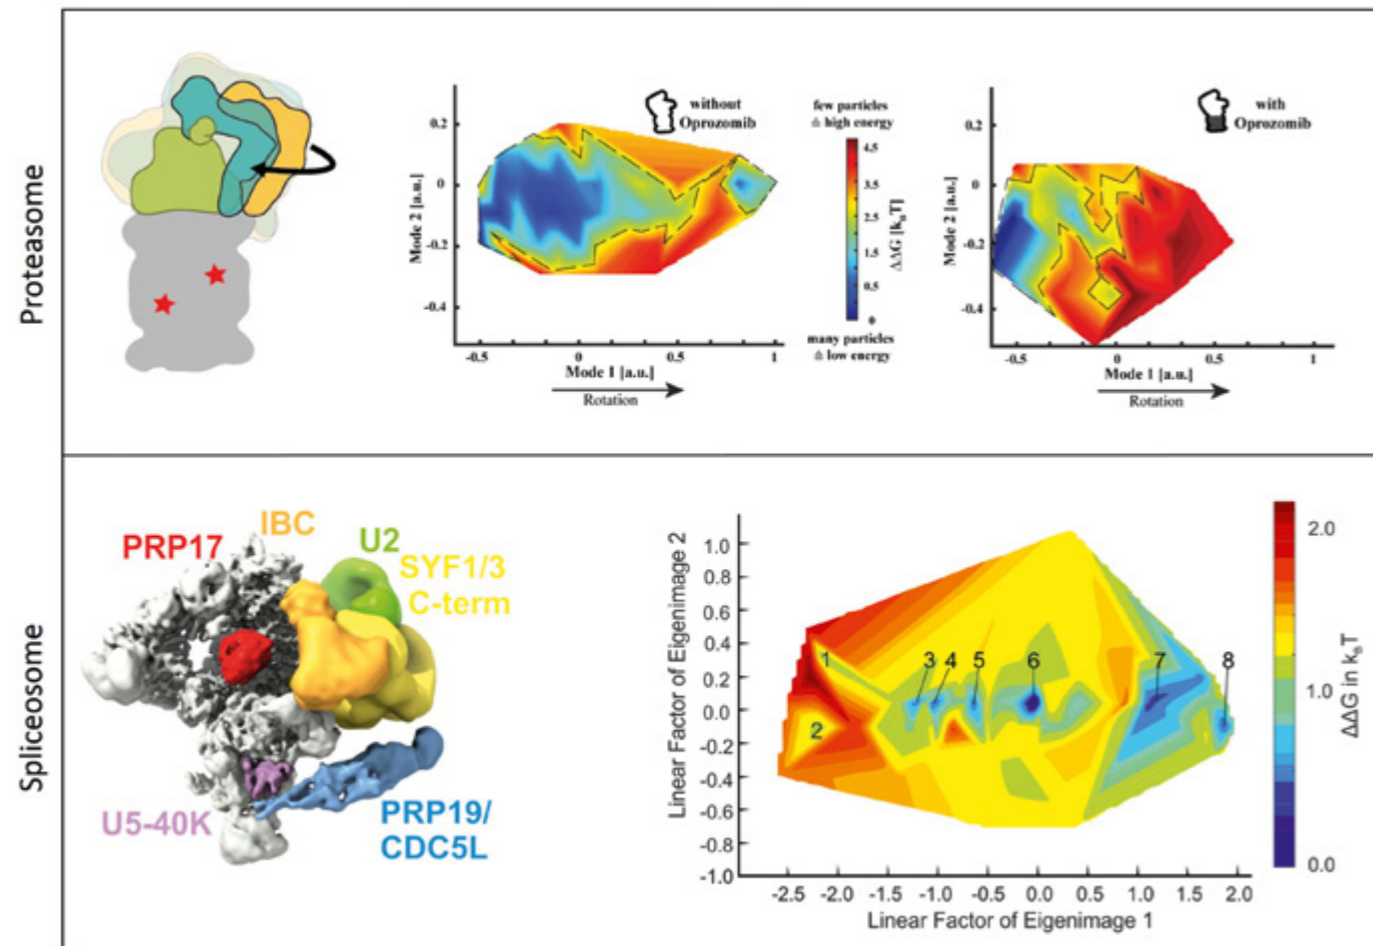 Proteasome
without
Oprozomib
few particles
≙ high energy
4.5
3.5
2.5
1.5
0.5
0
ΔΔG [kBT]
many particles
≙ low energy
0.2
0
-0.2
-0.4
Mode 2 [a.u.]
-0.5 0 0.5 1
Mode 1 [a.u.]
Rotation
with
Oprozomib
0.2
0
-0.2
-0.4
Mode 2 [a.u.]
-0.5 0 0.5 1
Mode 1 [a.u.]
Rotation
Spliceosome
IBC
PRP17
U2
SYF1/3
C-term
U5-40K
PRP19/
CDC5L
Linear Factor of Eigenimage 2
1.0
0.8
0.6
0.4
0.2
0.0
-0.2
-0.4
-0.6
-0.8
-1.0
1 3 4 5 6 7 8
2
-2.5 -2.0 -1.5 -1.0 -0.5 0.0 0.5 1.0 1.5 2.0
Linear Factor of Eigenimage 1
2.0
1.0
0.0
ΔΔG in kBT